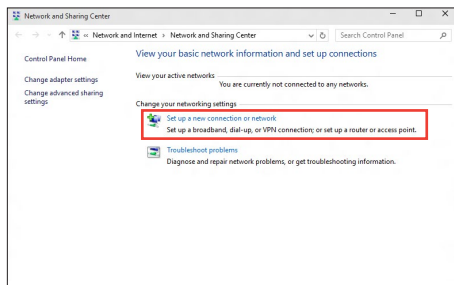 Network and Sharing Center
« Network and Internet › Network and Sharing Center
Search Control Panel
Control Panel Home
Change adapter settings
Change advanced sharing
settings
View your basic network information and set up connections
View your active networks
You are currently not connected to any networks.
Change your networking settings
Set up a new connection or network
Set up a broadband, dial-up, or VPN connection; or set up a router or access point.
Troubleshoot problems
Diagnose and repair network problems, or get troubleshooting information.